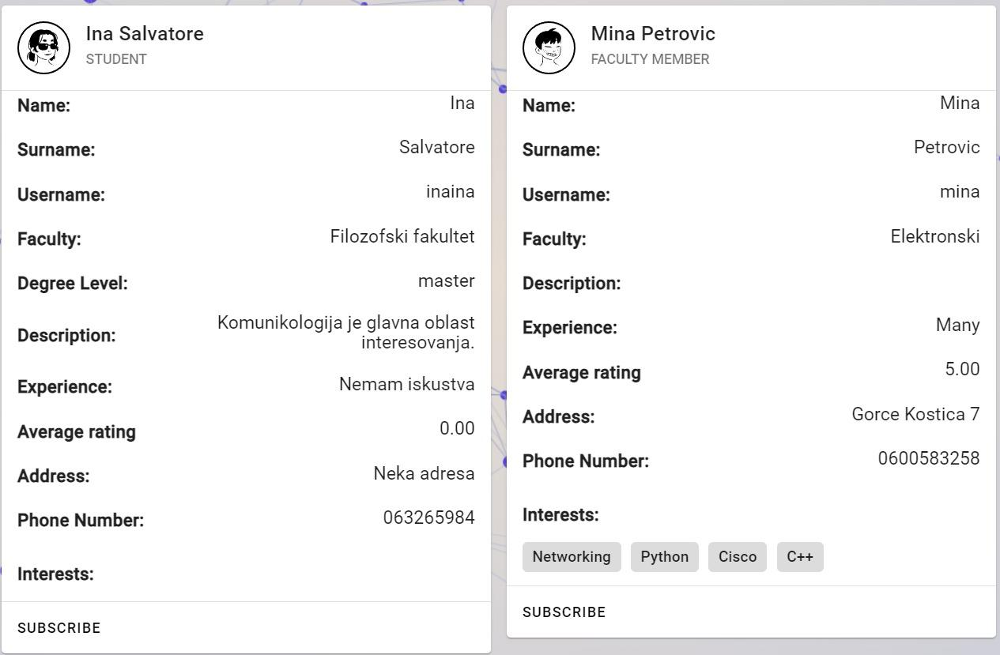 Ina Salvatore
STUDENT
Name: Ina
Surname: Salvatore
Username: inaina
Faculty: Filozofski fakultet
Degree Level: master
Description: Komunikologija je glavna oblast
interesovanja.
Experience: Nemam iskustva
Average rating 0.00
Address: Neka adresa
Phone Number: 063265984
Interests:
SUBSCRIBE
Mina Petrovic
FACULTY MEMBER
Name: Mina
Surname: Petrovic
Username: mina
Faculty: Elektronski
Description:
Experience: Many
Average rating 5.00
Address: Gorce Kostica 7
Phone Number: 0600583258
Interests:
Networking Python Cisco C++
SUBSCRIBE